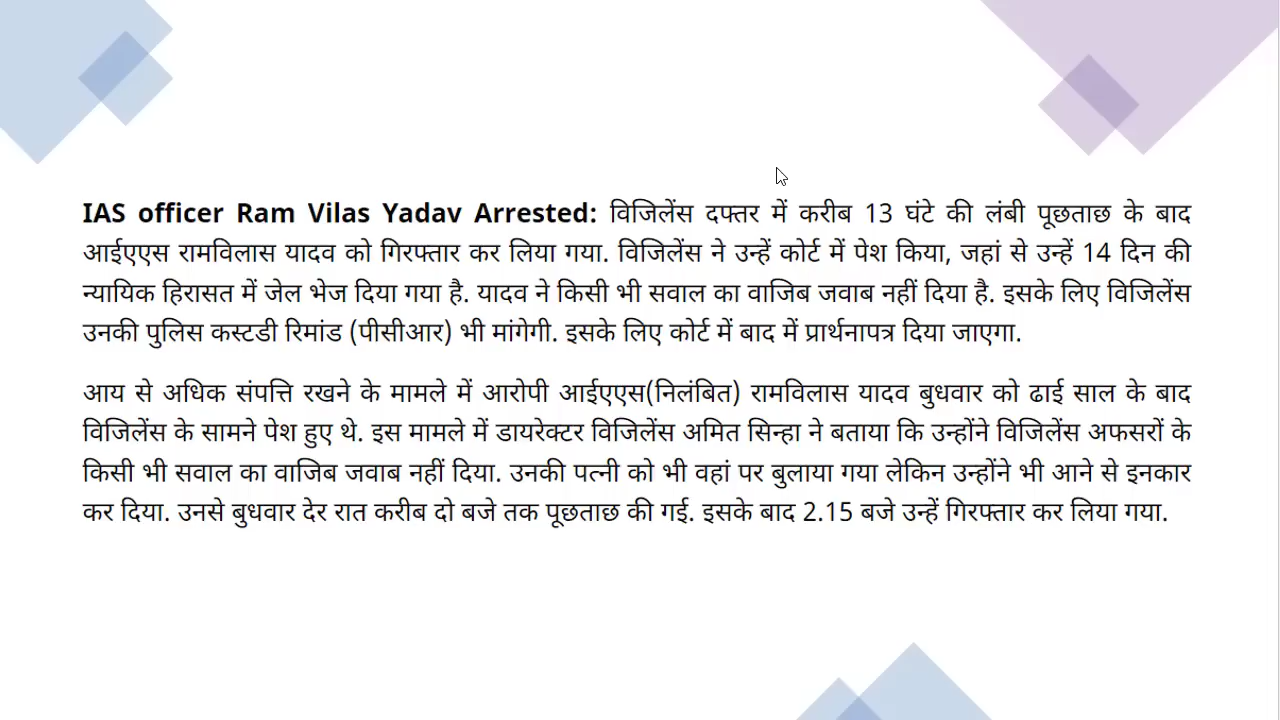 IAS officer Ram Vilas Yadav Arrested: विजिलेंस दफ्तर में करीब 13 घंटे की लंबी पूछताछ के बाद
आईएएस रामविलास यादव को गिरफ्तार कर लिया गया. विजिलेंस ने उन्हें कोर्ट में पेश किया, जहां से उन्हें 14 दिन की
न्यायिक हिरासत में जेल भेज दिया गया है. यादव ने किसी भी सवाल का वाजिब जवाब नहीं दिया है. इसके लिए विजिलेंस
उनकी पुलिस कस्टडी रिमांड (पीसीआर) भी मांगेगी. इसके लिए कोर्ट में बाद में प्रार्थनापत्र दिया जाएगा.
आय से अधिक संपत्ति रखने के मामले में आरोपी आईएएस(निलंबित) रामविलास यादव बुधवार को ढाई साल के बाद
विजिलेंस के सामने पेश हुए थे. इस मामले में डायरेक्टर विजिलेंस अमित सिन्हा ने बताया कि उन्होंने विजिलेंस अफसरों के
किसी भी सवाल का वाजिब जवाब नहीं दिया. उनकी पत्नी को भी वहां पर बुलाया गया लेकिन उन्होंने भी आने से इनकार
कर दिया. उनसे बुधवार देर रात करीब दो बजे तक पूछताछ की गई. इसके बाद 2.15 बजे उन्हें गिरफ्तार कर लिया गया.